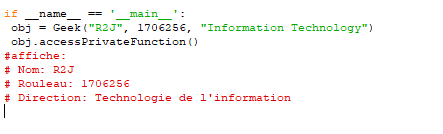 if __name__ == '__main__':
obj = Geek("R2J", 1706256, "Information Technology")
obj.accessPrivateFunction()
#affiche:
# Nom: R2J
# Rouleau: 1706256
# Direction: Technologie de l'information